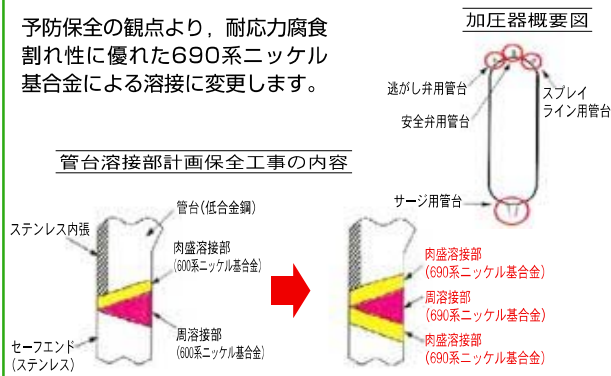 予防保全の観点より，耐応力腐食
割れ性に優れた690系ニッケル
基合金による溶接に変更します。
加圧器概要図
逃がし弁用管台
安全弁用管台
スプレイ
ライン用管台
サージ用管台
管台溶接部計画保全工事の内容
ステンレス内張
管台(低合金鋼)
肉盛溶接部
(600系ニッケル基合金)
周溶接部
(600系ニッケル基合金)
セーフエンド
(ステンレス)
肉盛溶接部
(690系ニッケル基合金)
周溶接部
(690系ニッケル基合金)
肉盛溶接部
(690系ニッケル基合金)